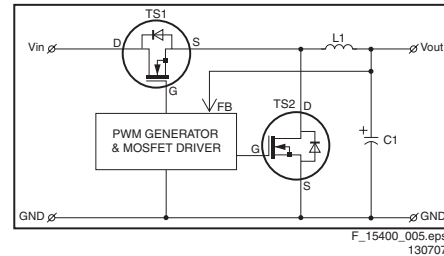 TS1
Vin
D
S
L1
Vout
G
FB
TS2
D
PWM GENERATOR
& MOSFET DRIVER
G
+
C1
S
GND
GND
F_15400_005.eps
130707